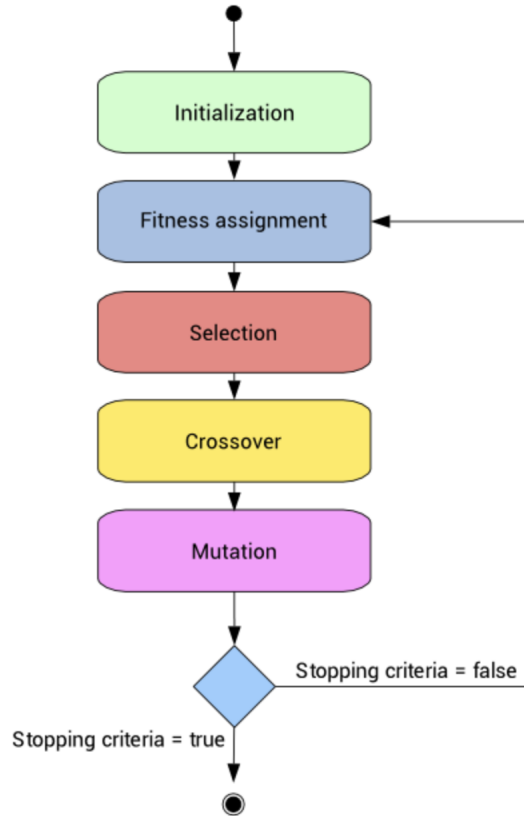 Initialization
Fitness assignment
Selection
Crossover
Mutation
Stopping criteria = false
Stopping criteria = true